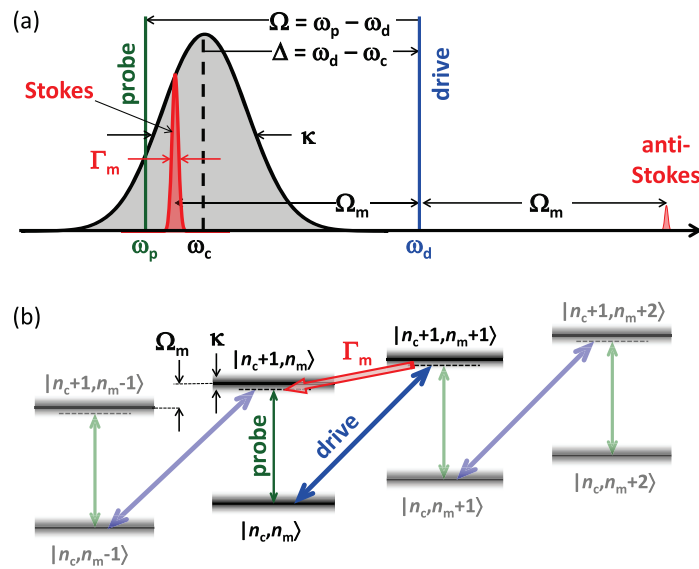 (a)
Ω = ωp − ωd
Δ = ωd − ωc
probe
drive
Stokes
κ
Γm
anti-
Stokes
Ωm
Ωm
ωp
ωc
ωd
(b)
Ωm
κ
|nc+1,nm-1⟩
|nc+1,nm⟩
Γm
|nc+1,nm+1⟩
|nc+1,nm+2⟩
probe
drive
|nc,nm-1⟩
|nc,nm⟩
|nc,nm+1⟩
|nc,nm+2⟩